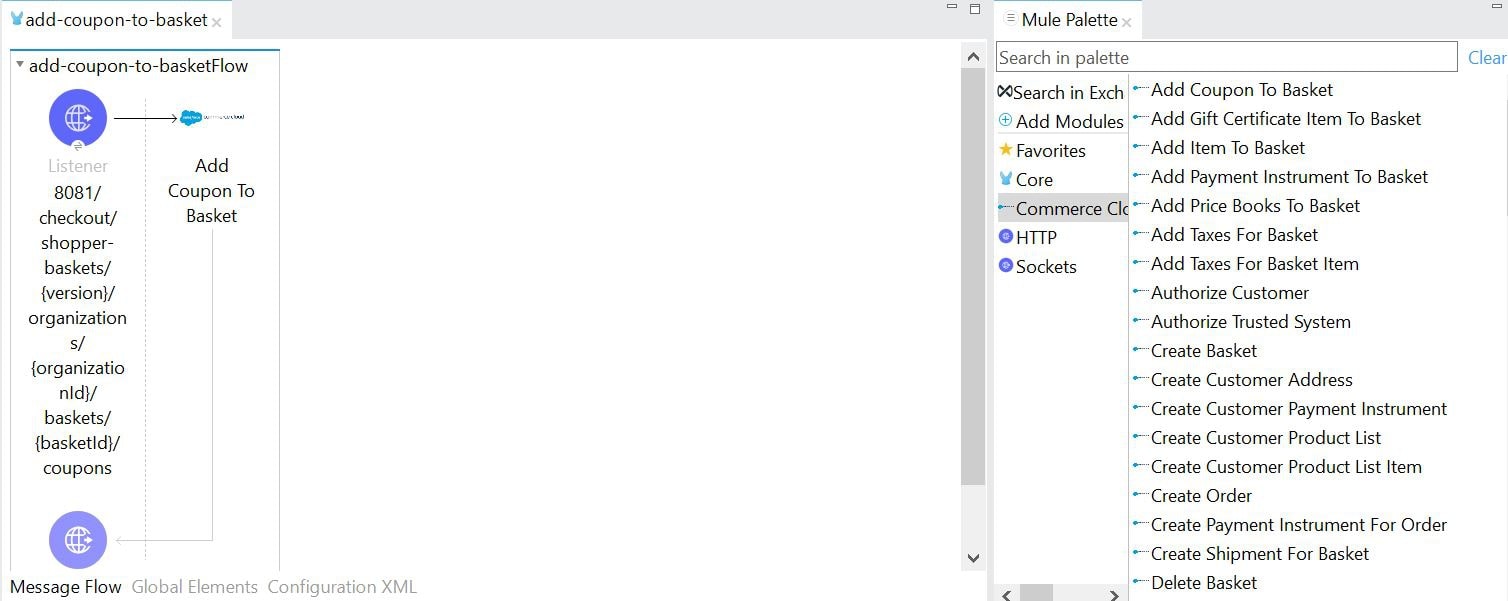 add-coupon-to-basket
add-coupon-to-basketFlow
Listener
8081/
checkout/
shopper-
baskets/
{version}/
organization
s/
{organizatio
nId}/
baskets/
{basketId}/
coupons
commerce cloud
Add
Coupon To
Basket
Message Flow Global Elements Configuration XML
Mule Palette
Search in palette Clear
Search in Exch
Add Modules
Favorites
Core
Commerce Clo
HTTP
Sockets
Add Coupon To Basket
Add Gift Certificate Item To Basket
Add Item To Basket
Add Payment Instrument To Basket
Add Price Books To Basket
Add Taxes For Basket
Add Taxes For Basket Item
Authorize Customer
Authorize Trusted System
Create Basket
Create Customer Address
Create Customer Payment Instrument
Create Customer Product List
Create Customer Product List Item
Create Order
Create Payment Instrument For Order
Create Shipment For Basket
Delete Basket